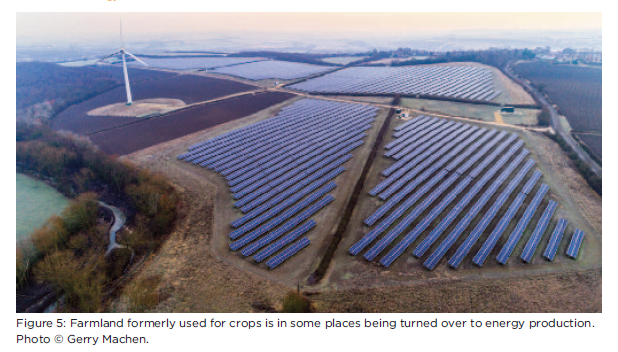 Figure 5: Farmland formerly used for crops is in some places being turned over to energy production.
Photo © Gerry Machen.